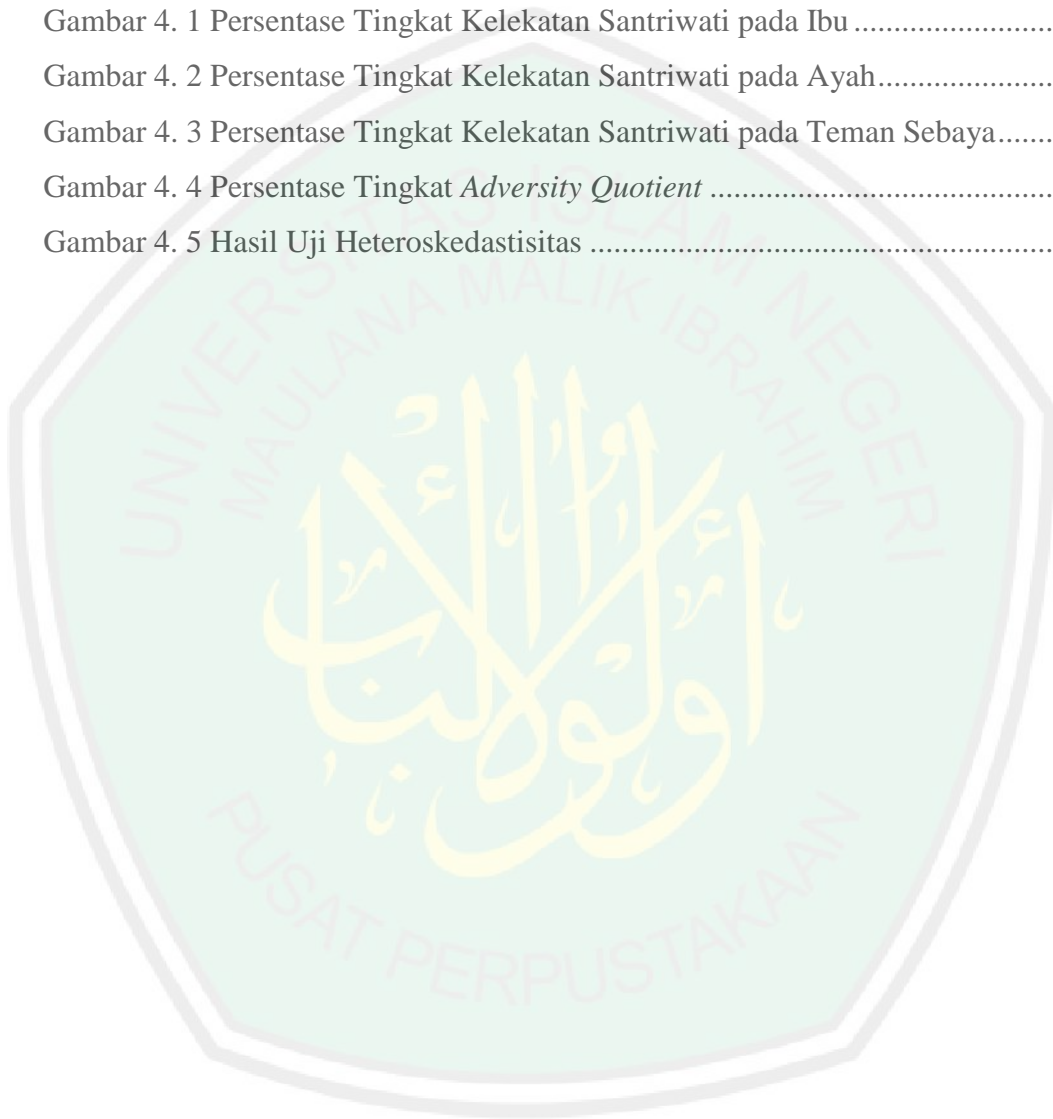 Gambar 4. 1 Persentase Tingkat Kelekatan Santriwati pada Ibu ........................
Gambar 4. 2 Persentase Tingkat Kelekatan Santriwati pada Ayah.....................
Gambar 4. 3 Persentase Tingkat Kelekatan Santriwati pada Teman Sebaya.......
Gambar 4. 4 Persentase Tingkat Adversity Quotient ..........................................
Gambar 4. 5 Hasil Uji Heteroskedastisitas .........................................................
UNIVERSITAS ISLAM NEGERI
MAULANA MALIK IBRAHIM
أولوا الألباب
PUSAT PERPUSTAKAAN